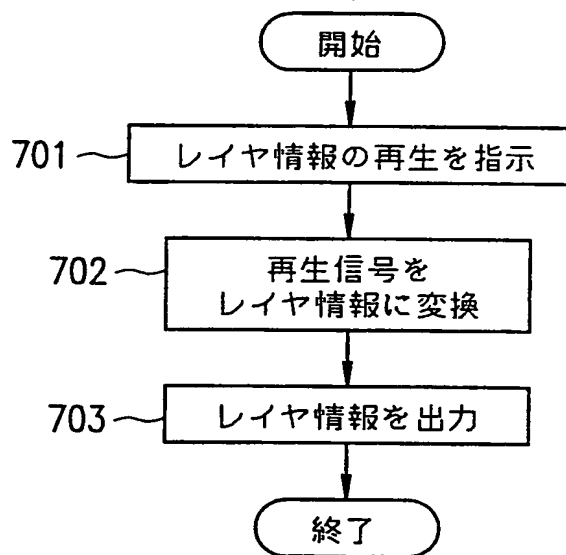 開始
701 レイヤ情報の再生を指示
702 再生信号を
レイヤ情報に変換
703 レイヤ情報を出力
終了